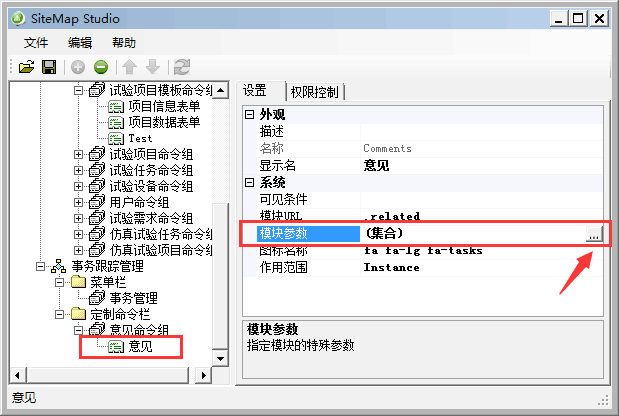 SiteMap Studio
文件 编辑 帮助
试验项目模板命令组
项目信息表单
项目数据表单
Test
试验项目命令组
试验任务命令组
试验设备命令组
用户命令组
试验需求命令组
仿真试验任务命令组
仿真试验项目命令组
事务跟踪管理
菜单栏
事务管理
定制命令栏
意见命令组
意见
设置 权限控制
外观
描述
名称 Comments
显示名 意见
系统
可见条件
模块URL .related
模块参数 (集合) ...
图标名称 fa fa-lg fa-tasks
作用范围 Instance
模块参数
指定模块的特殊参数
意见